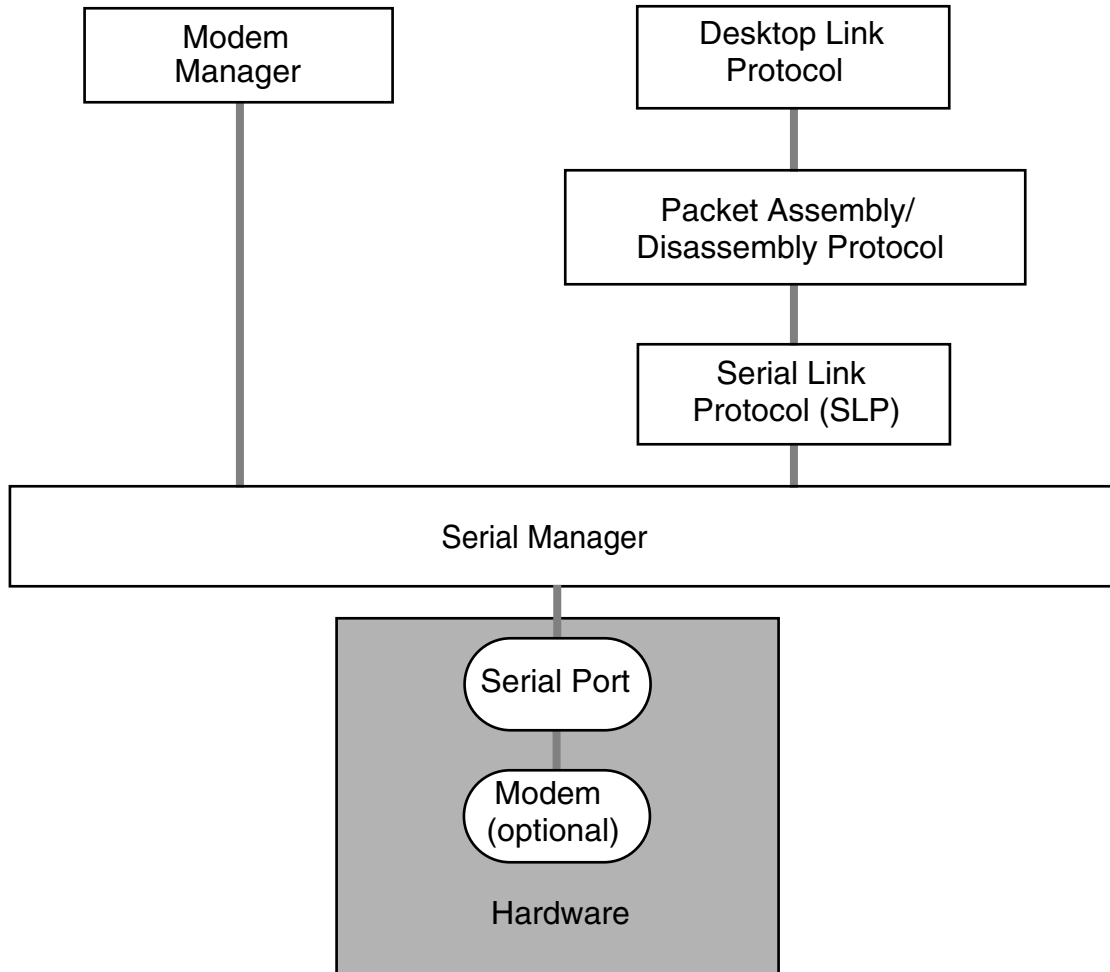 Modem
Manager
Desktop Link
Protocol
Packet Assembly/
Disassembly Protocol
Serial Link
Protocol (SLP)
Serial Manager
Serial Port
Modem
(optional)
Hardware